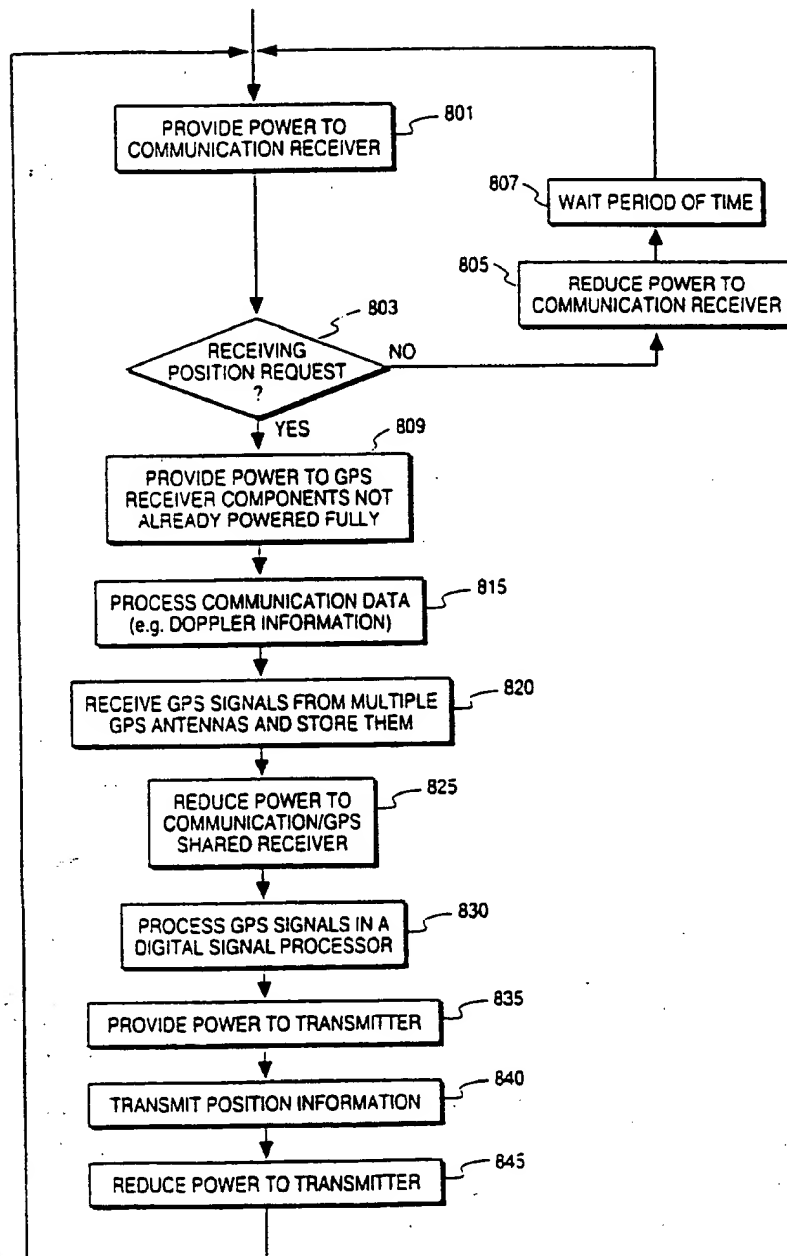 PROVIDE POWER TO
COMMUNICATION RECEIVER
801
807
WAIT PERIOD OF TIME
805
REDUCE POWER TO
COMMUNICATION RECEIVER
803
RECEIVING
POSITION REQUEST
?
NO
YES
809
PROVIDE POWER TO GPS
RECEIVER COMPONENTS NOT
ALREADY POWERED FULLY
PROCESS COMMUNICATION DATA
(e.g. DOPPLER INFORMATION)
815
RECEIVE GPS SIGNALS FROM MULTIPLE
GPS ANTENNAS AND STORE THEM
820
REDUCE POWER TO
COMMUNICATION/GPS
SHARED RECEIVER
825
PROCESS GPS SIGNALS IN A
DIGITAL SIGNAL PROCESSOR
830
PROVIDE POWER TO TRANSMITTER
835
TRANSMIT POSITION INFORMATION
840
REDUCE POWER TO TRANSMITTER
845